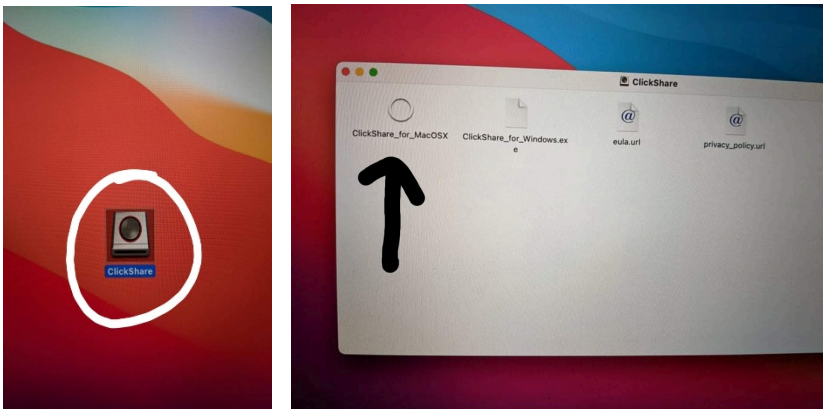 ClickShare
ClickShare
ClickShare_for_MacOSX
ClickShare_for_Windows.ex
e
eula.url
privacy_policy.url